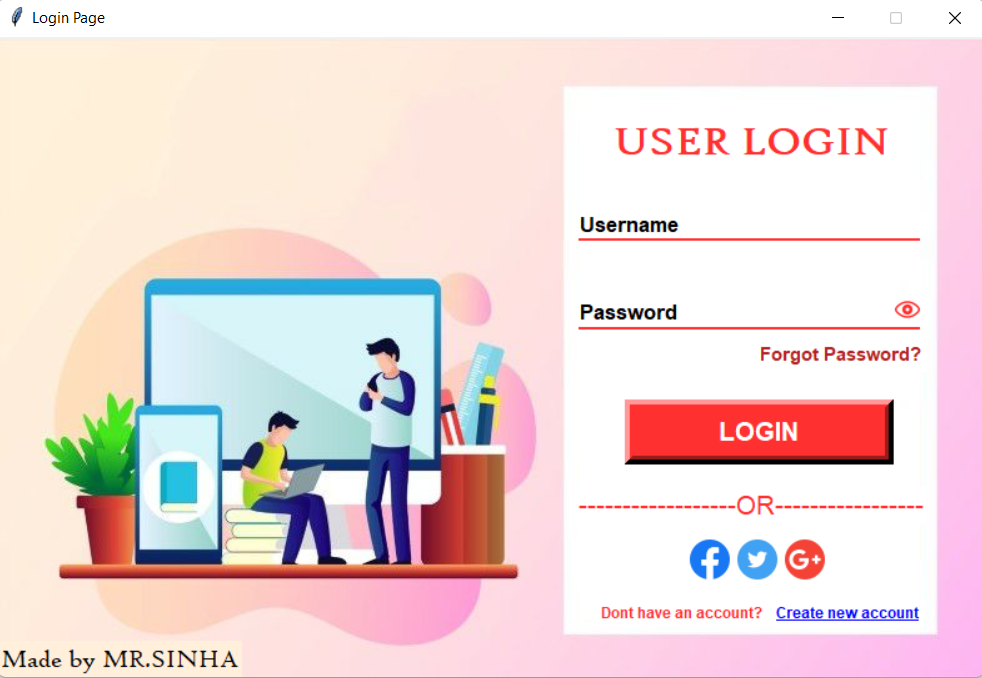 Login Page
USER LOGIN
Username
Password
Forgot Password?
LOGIN
------------------OR-----------------
Dont have an account? Create new account
Made by MR.SINHA